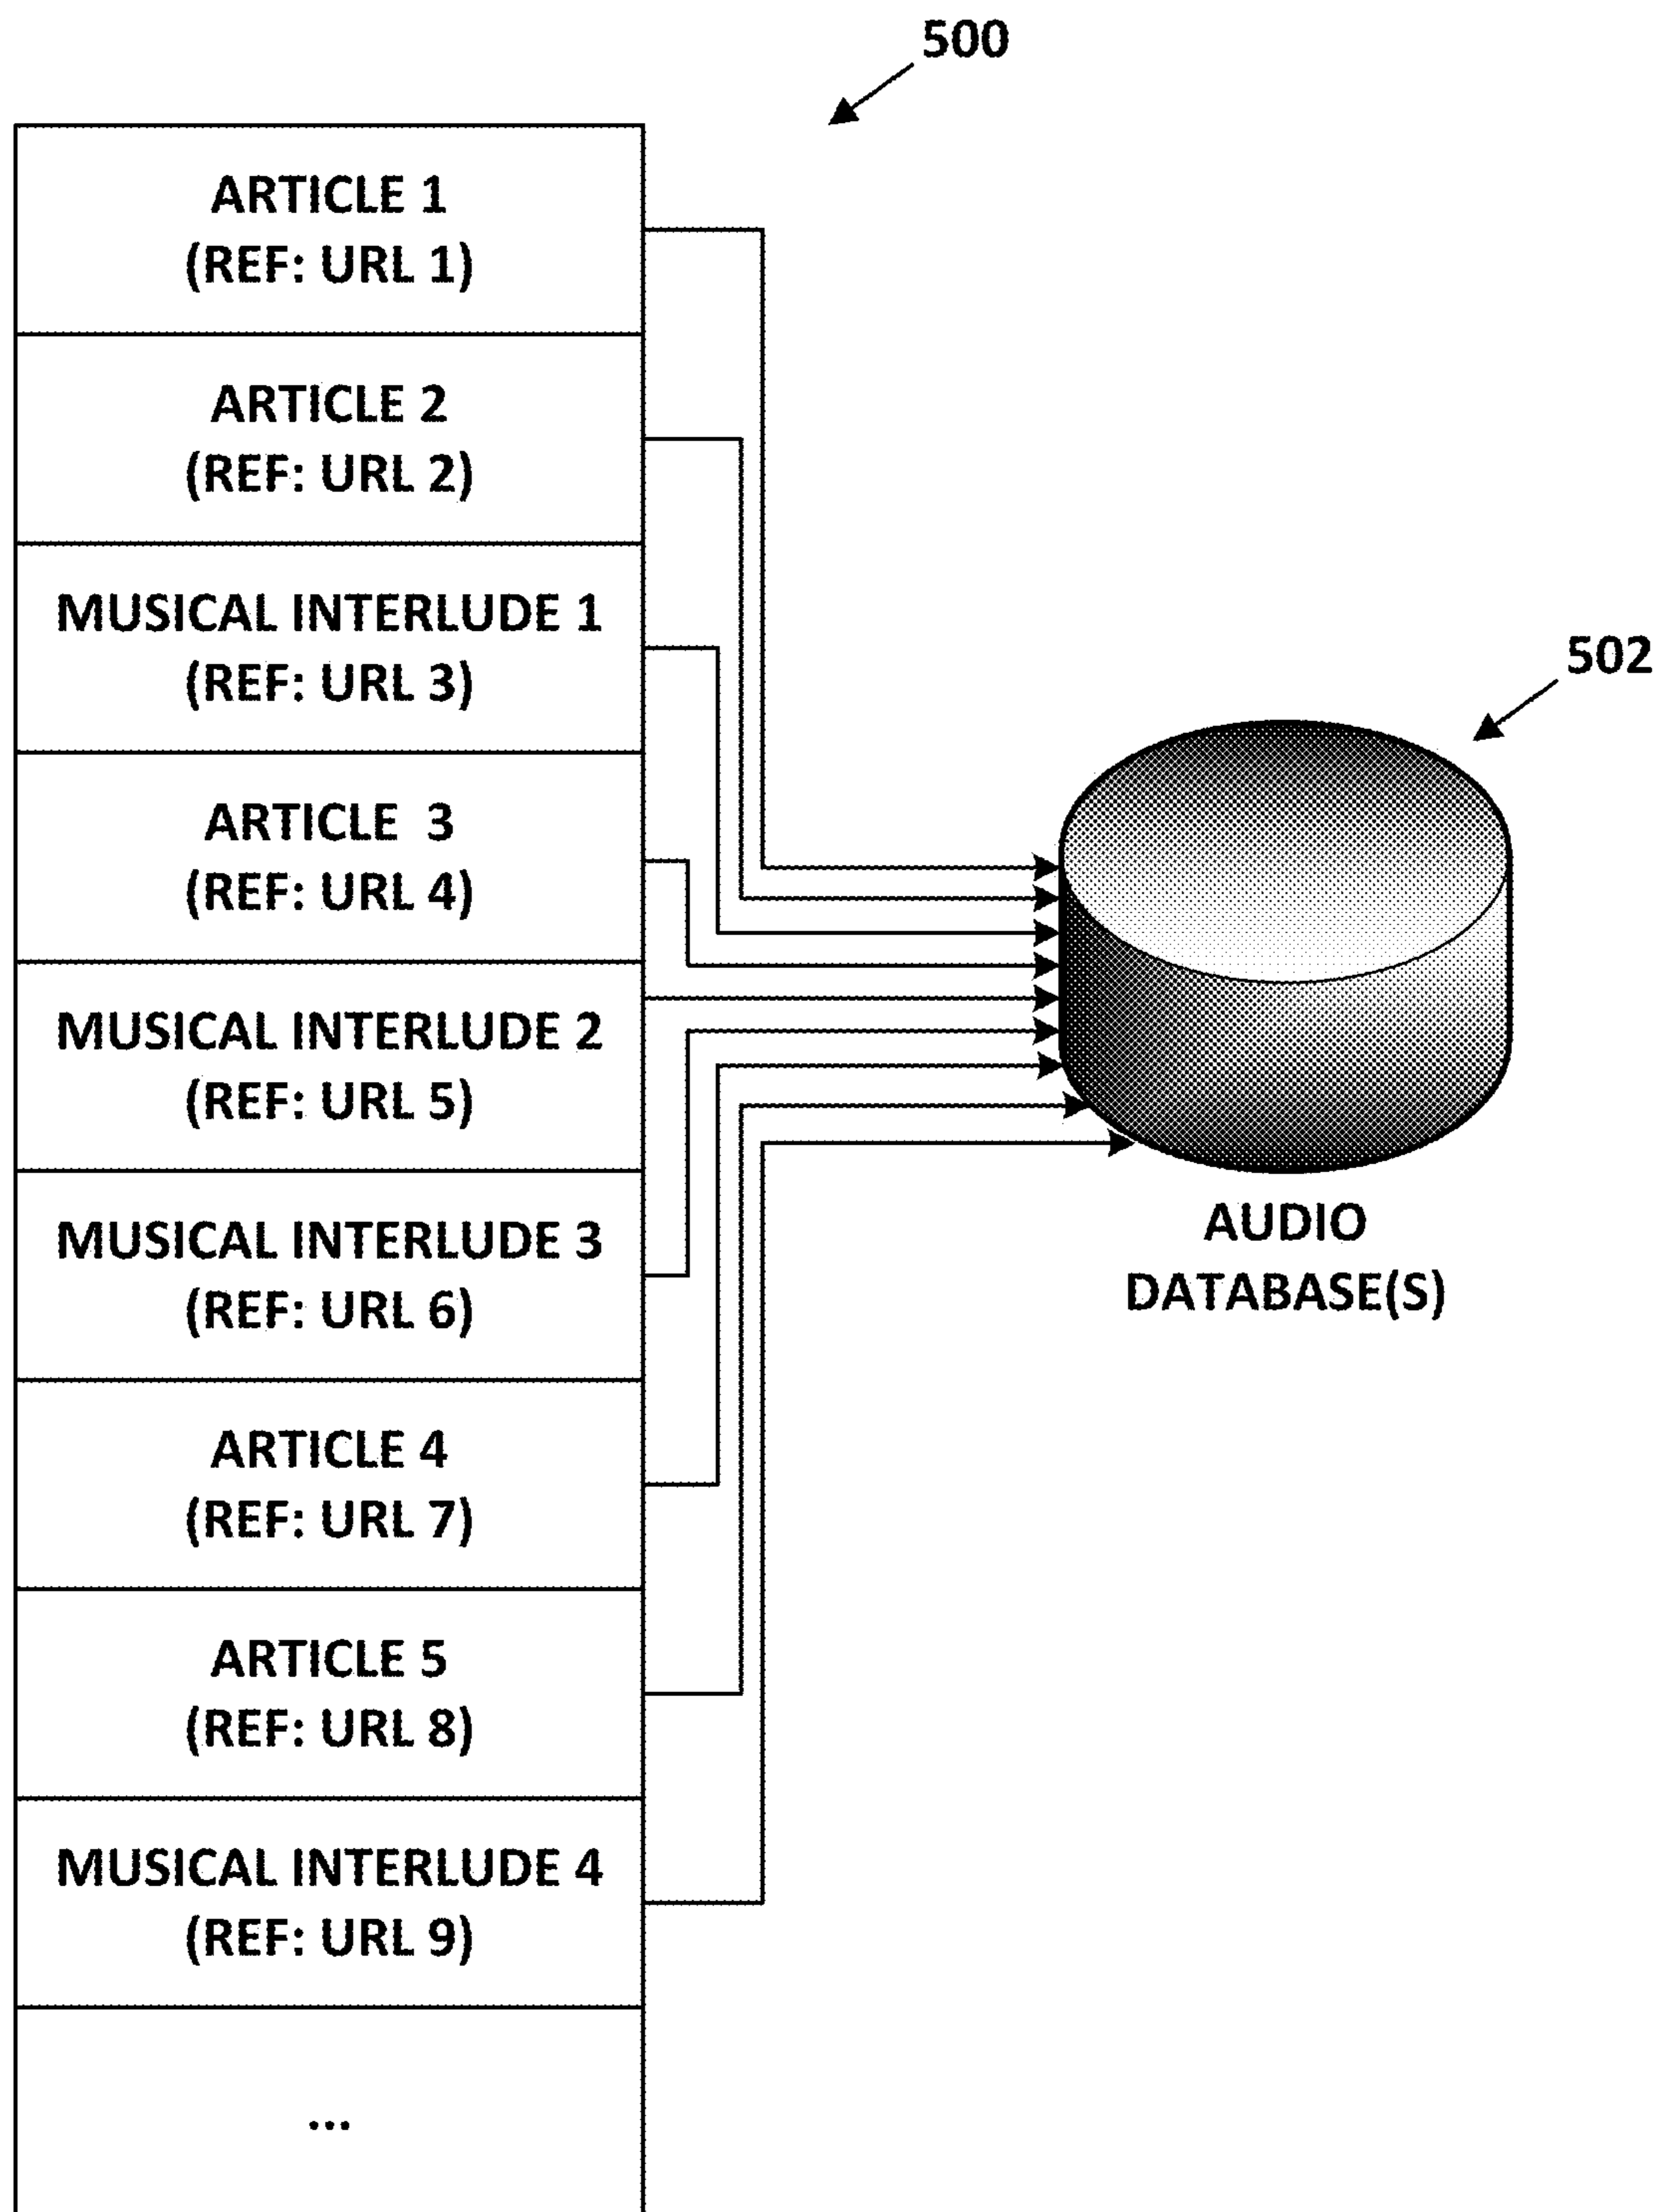 500
ARTICLE 1
(REF: URL 1)
ARTICLE 2
(REF: URL 2)
MUSICAL INTERLUDE 1
(REF: URL 3)
ARTICLE 3
(REF: URL 4)
MUSICAL INTERLUDE 2
(REF: URL 5)
MUSICAL INTERLUDE 3
(REF: URL 6)
ARTICLE 4
(REF: URL 7)
ARTICLE 5
(REF: URL 8)
MUSICAL INTERLUDE 4
(REF: URL 9)
...
502
AUDIO
DATABASE(S)